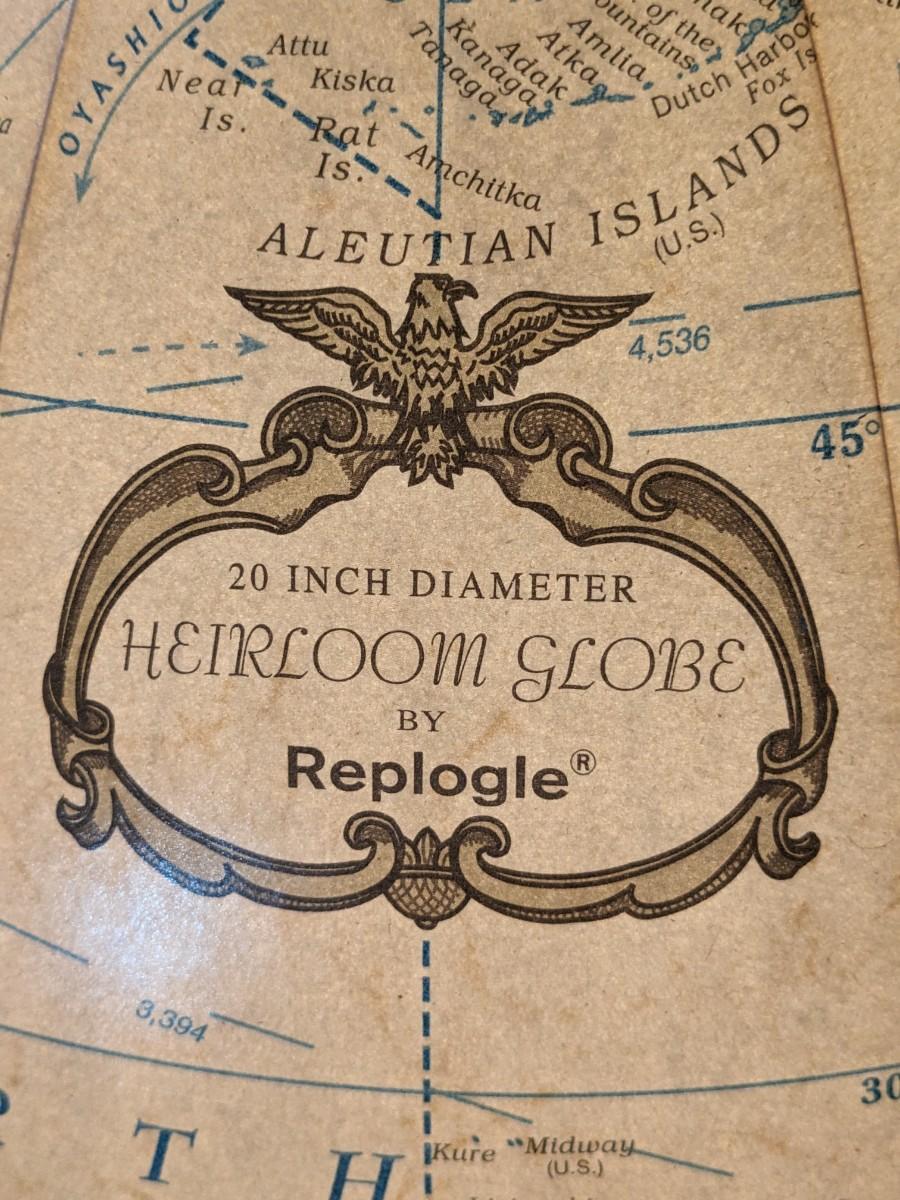 OYASHIO
Attu
Near
Is.
Kiska
Rat
Is.
Amchitka
Tanaga
Kanaga
Adak
Atka
Amlia
of the
Dutch Harbor
Fox Is
ALEUTIAN ISLANDS
(U.S.)
4,536
45°
20 INCH DIAMETER
HEIRLOOM GLOBE
BY
Replogle®
3,394
30
T H
Kure Midway
(U.S.)